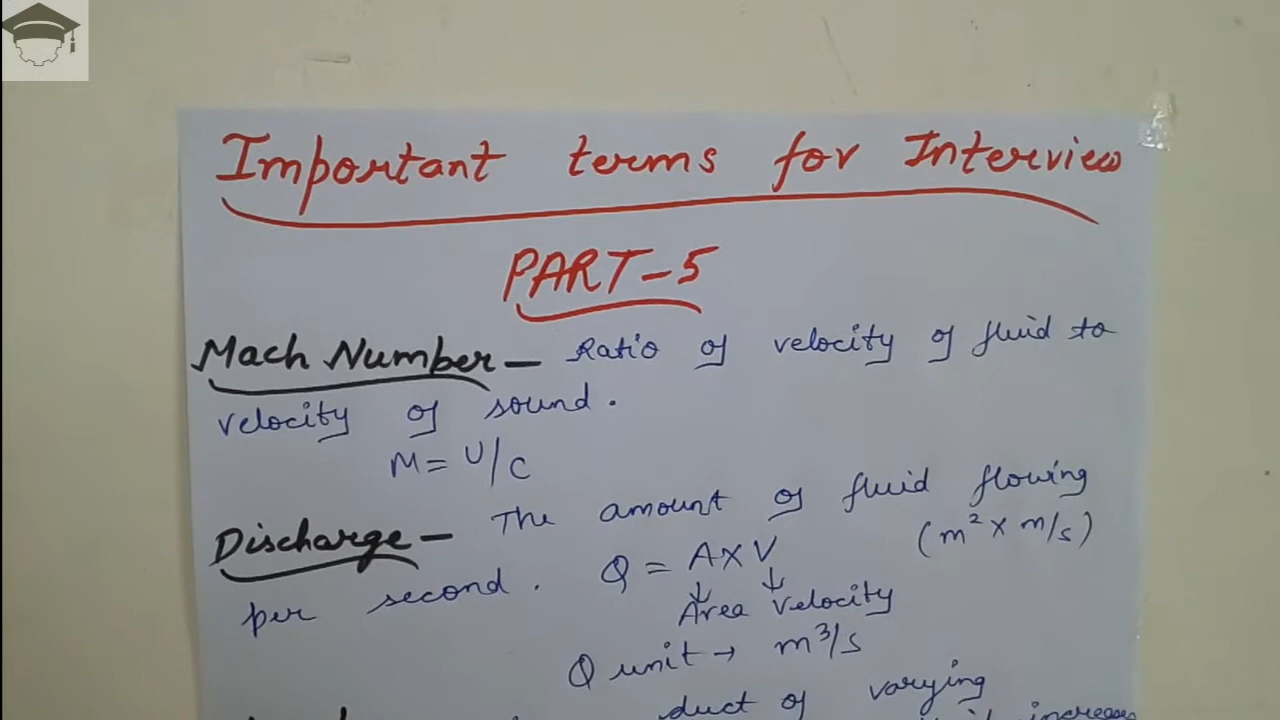 Important terms for Interview
PART-5
Mach Number - Ratio of velocity of fluid to
velocity of sound.
M = U/C
Discharge - The amount of fluid flowing
per second. Q = A×V (m²×m/s)
Area Velocity
Q unit → m³/s
duct of varying
increases